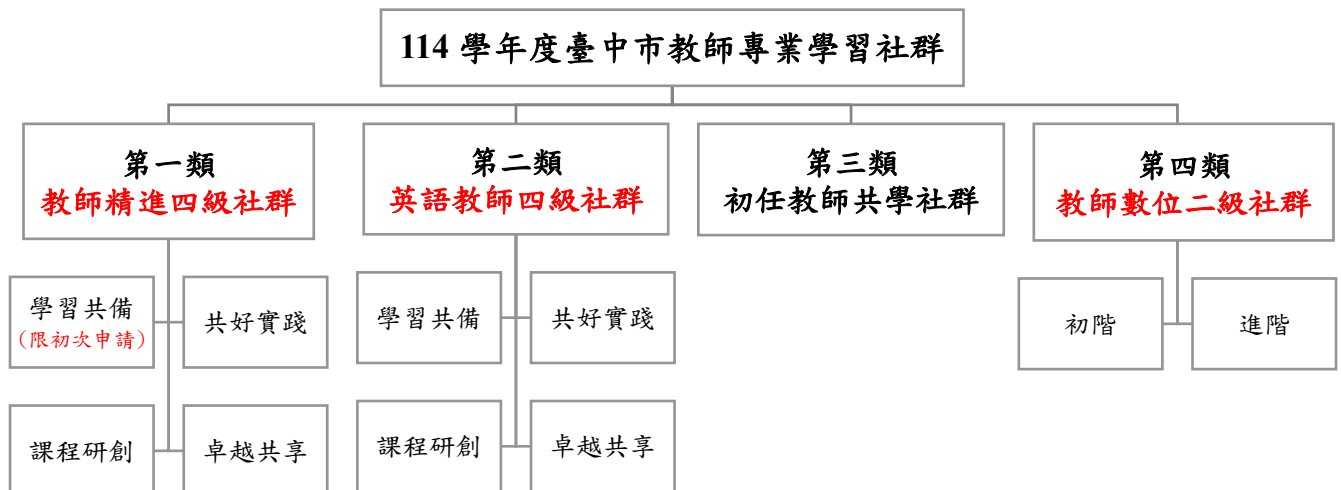 114 學年度臺中市教師專業學習社群
第一類
教師精進四級社群
第二類
英語教師四級社群
第三類
初任教師共學社群
第四類
教師數位二級社群
學習共備
(限初次申請)
共好實踐
課程研創
卓越共享
學習共備
共好實踐
課程研創
卓越共享
初階
進階